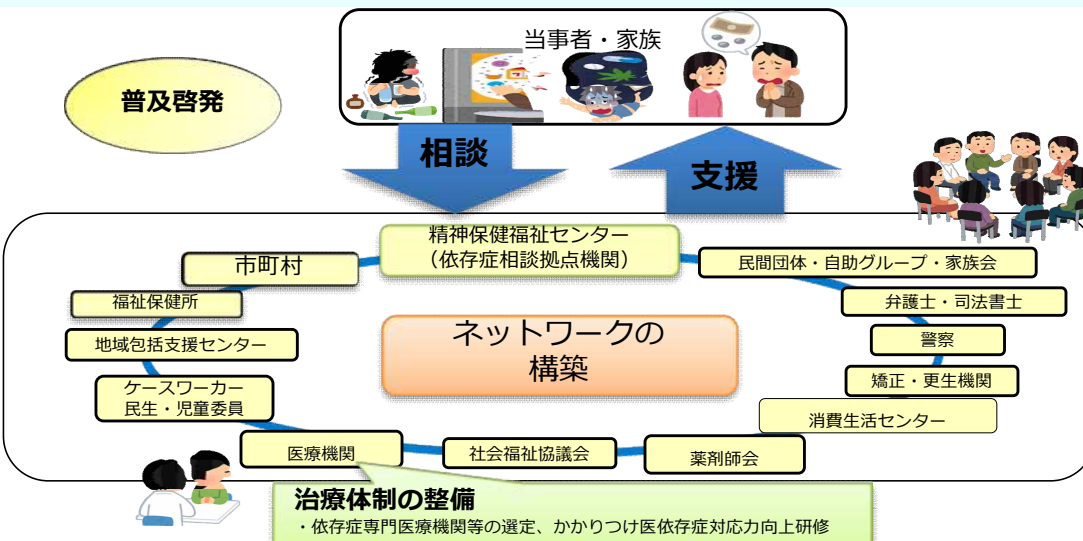 当事者・家族
普及啓発
相談
支援
精神保健福祉センター
（依存症相談拠点機関）
市町村
民間団体・自助グループ・家族会
福祉保健所
弁護士・司法書士
地域包括支援センター
ネットワークの
構築
警察
ケースワーカー
民生・児童委員
矯正・更生機関
消費生活センター
医療機関
社会福祉協議会
薬剤師会
治療体制の整備
・依存症専門医療機関等の選定、かかりつけ医依存症対応力向上研修